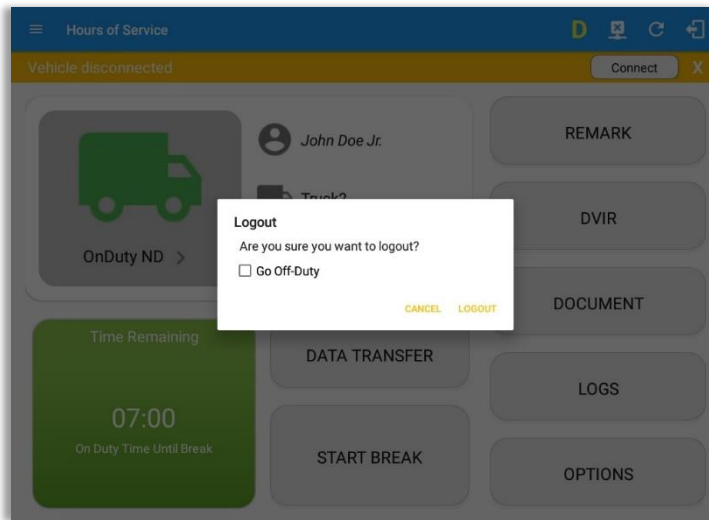 Hours of Service
D
Vehicle disconnected
Connect
X
John Doe Jr.
Truck2
OnDuty ND >
REMARK
DVIR
DOCUMENT
LOGS
OPTIONS
Logout
Are you sure you want to logout?
Go Off-Duty
CANCEL LOGOUT
Time Remaining
07:00
On Duty Time Until Break
DATA TRANSFER
START BREAK